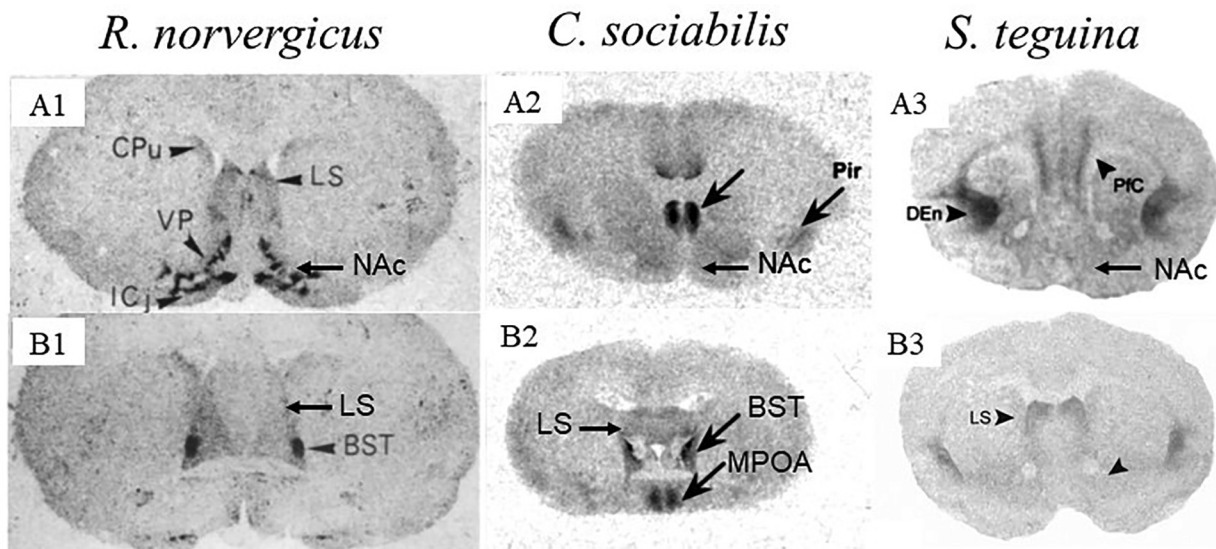 R. norvergicus
C. sociabilis
S. teguina
A1
CPu
LS
VP
NAc
ICj
A2
Pir
NAc
A3
PfC
DEn
NAc
B1
LS
BST
B2
LS
BST
MPOA
B3
LS